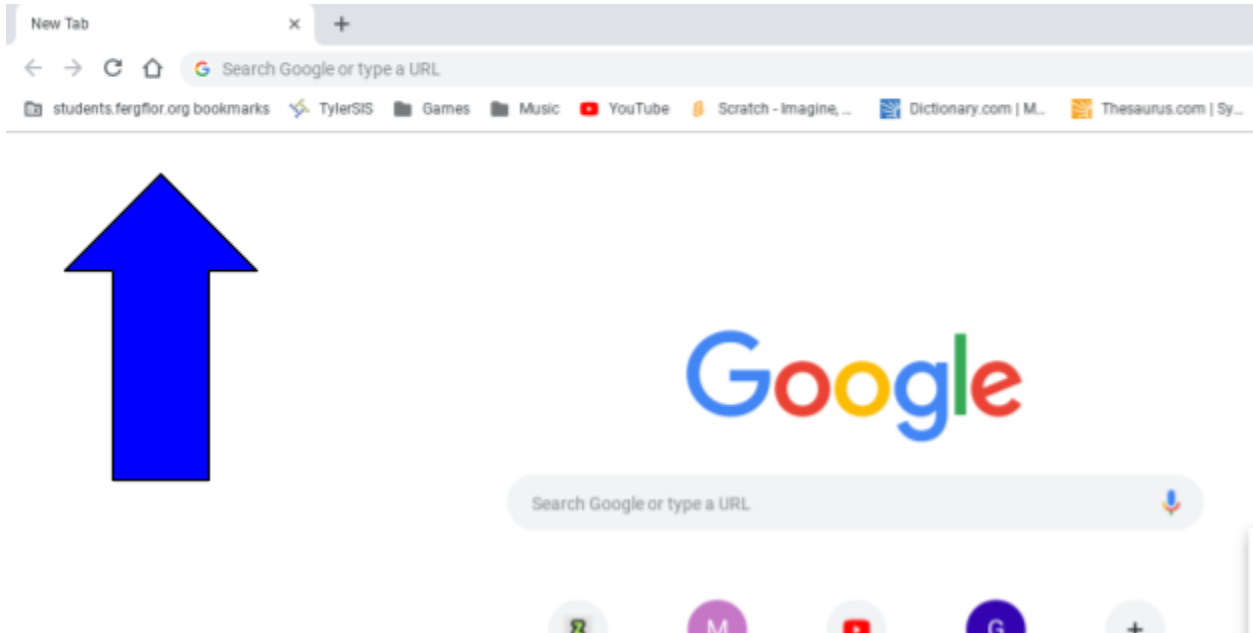 New Tab
Search Google or type a URL
students.fergflor.org bookmarks TylerSIS Games Music YouTube Scratch - Imagine, ... Dictionary.com | M... Thesaurus.com | Sy...
Google
Search Google or type a URL
M G